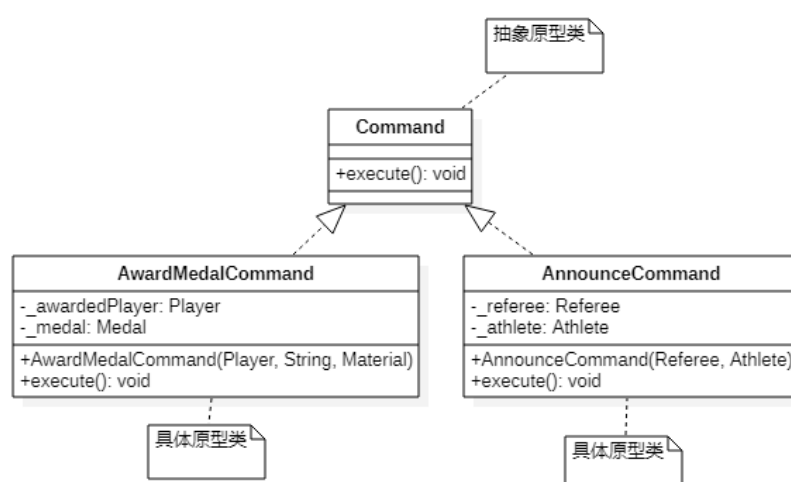 抽象原型类
Command
+execute(): void
AwardMedalCommand
-_awardedPlayer: Player
-_medal: Medal
+AwardMedalCommand(Player, String, Material)
+execute(): void
AnnounceCommand
-_referee: Referee
-_athlete: Athlete
+AnnounceCommand(Referee, Athlete)
+execute(): void
具体原型类
具体原型类